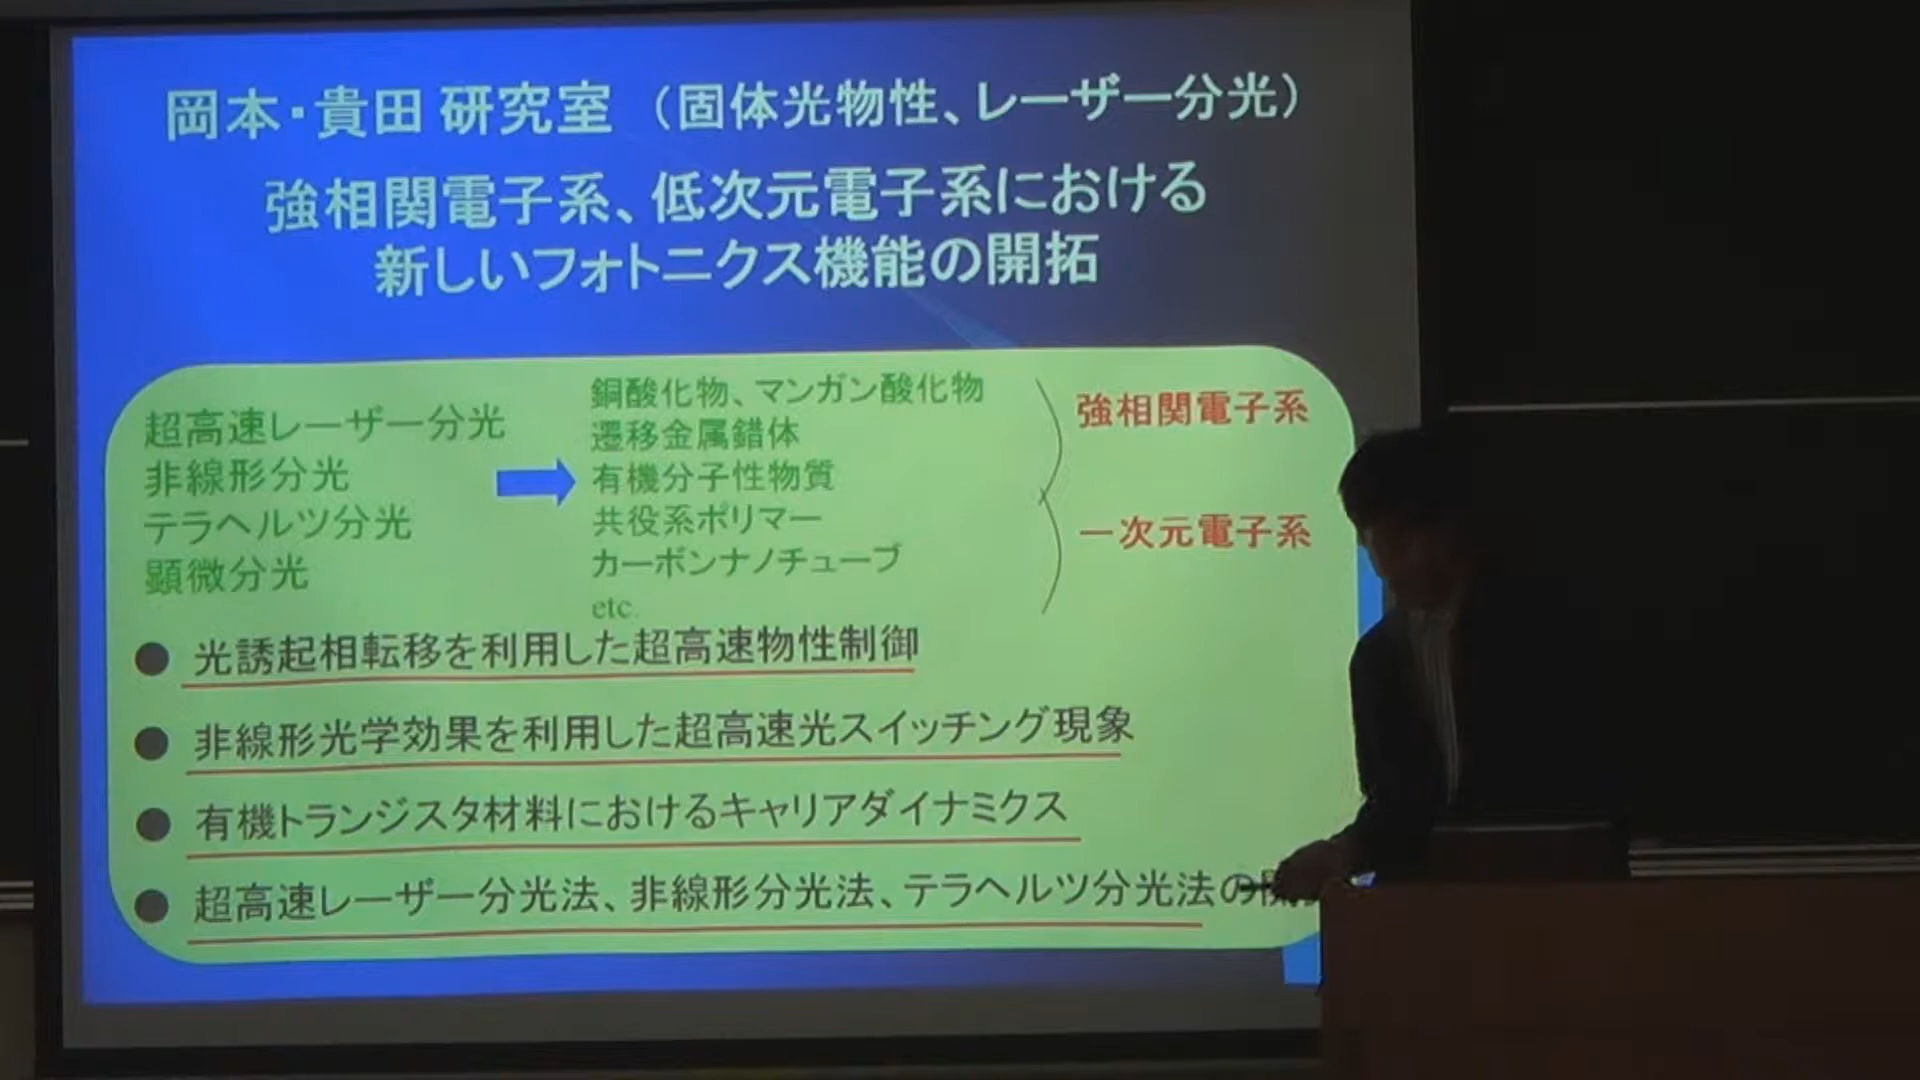 岡本・貴田 研究室 （固体光物性、レーザー分光）
強相関電子系、低次元電子系における
新しいフォトニクス機能の開拓
超高速レーザー分光
非線形分光
テラヘルツ分光
顕微分光
銅酸化物、マンガン酸化物
遷移金属錯体
有機分子性物質
共役系ポリマー
カーボンナノチューブ
etc.
強相関電子系
一次元電子系
● 光誘起相転移を利用した超高速物性制御
● 非線形光学効果を利用した超高速光スイッチング現象
● 有機トランジスタ材料におけるキャリアダイナミクス
● 超高速レーザー分光法、非線形分光法、テラヘルツ分光法の